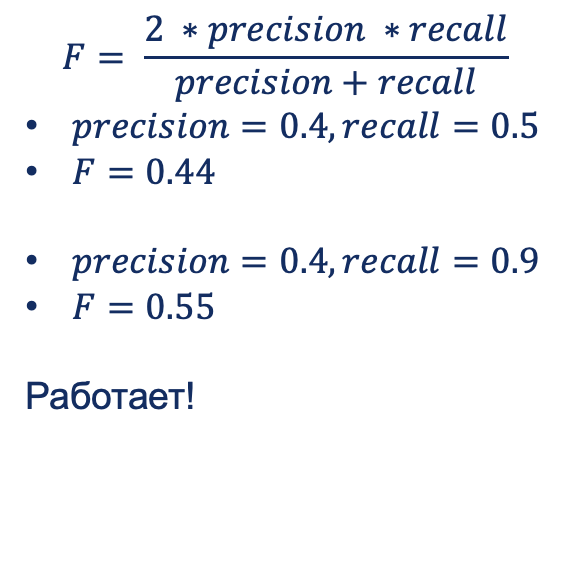 F = 2 * precision * recall / precision + recall
• precision = 0.4, recall = 0.5
• F = 0.44
• precision = 0.4, recall = 0.9
• F = 0.55
Работает!